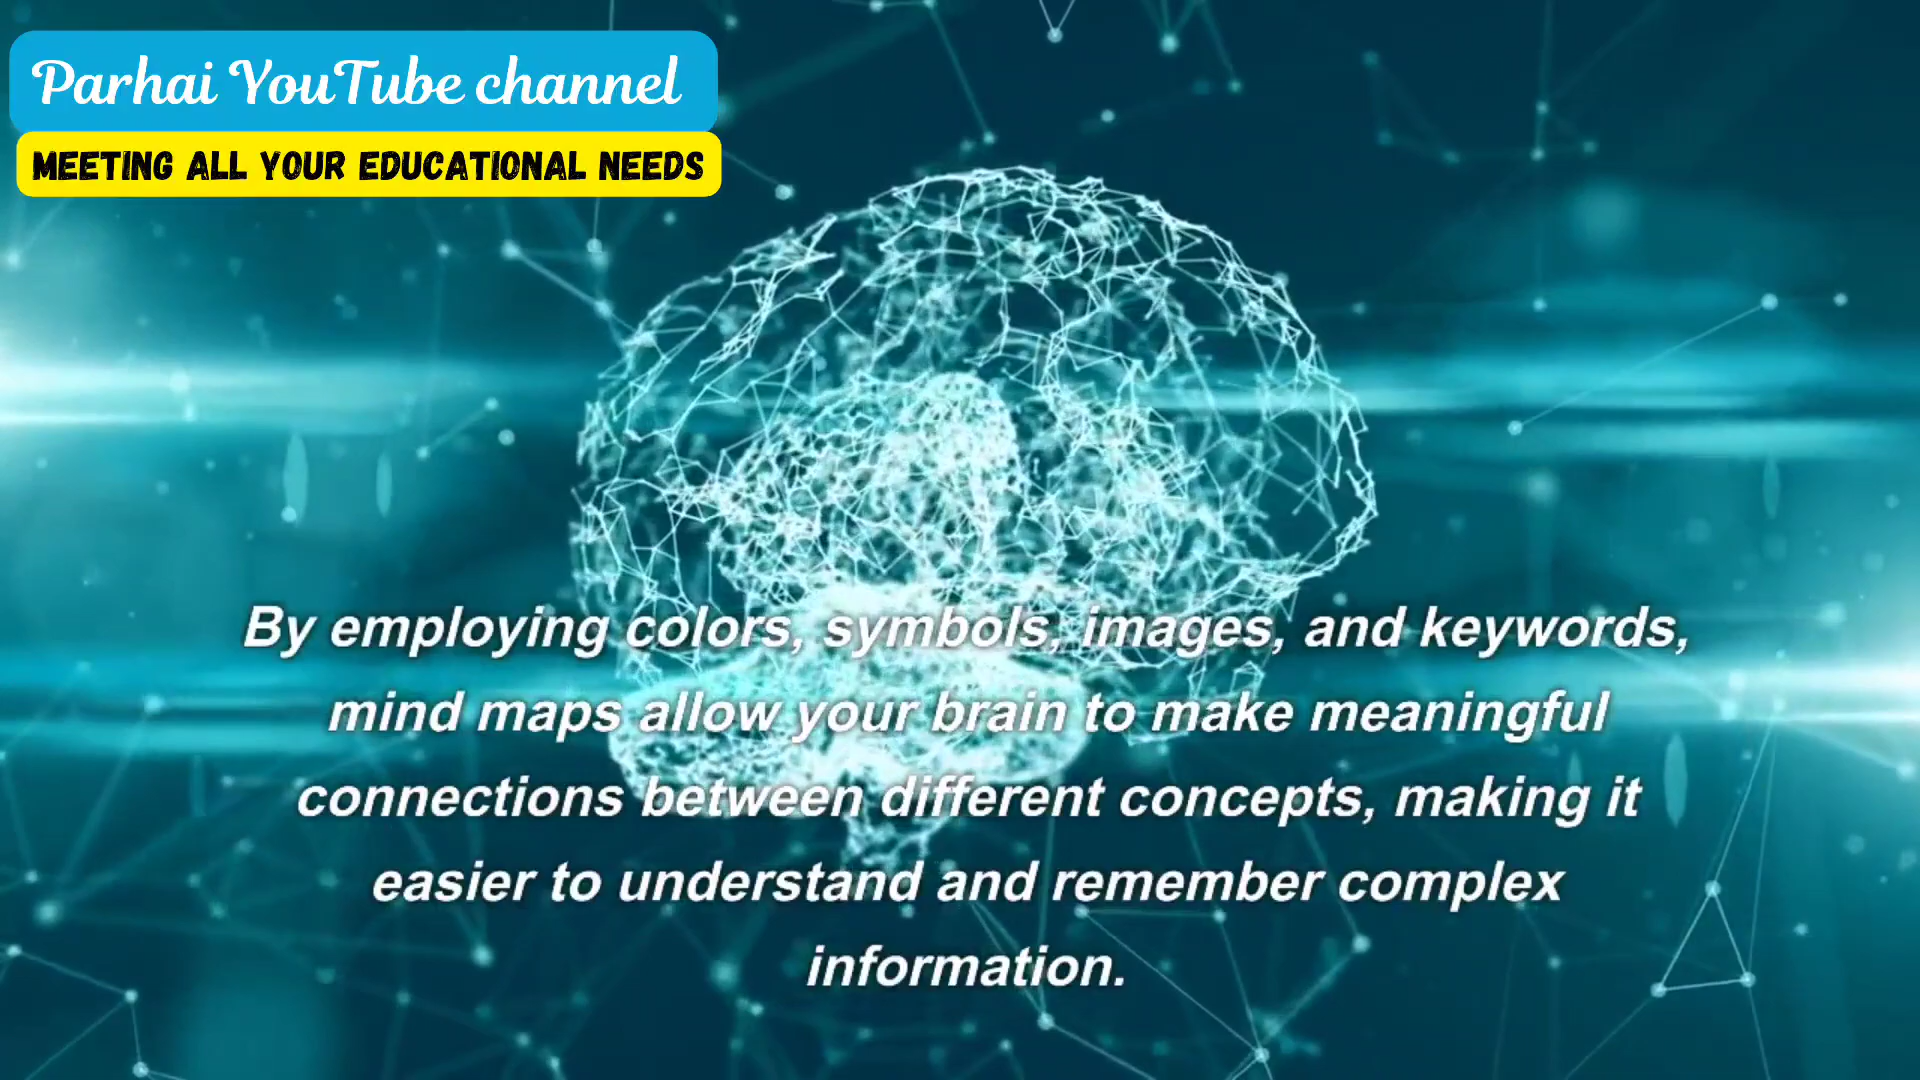 Parhai YouTube channel
MEETING ALL YOUR EDUCATIONAL NEEDS
By employing colors, symbols, images, and keywords,
mind maps allow your brain to make meaningful
connections between different concepts, making it
easier to understand and remember complex
information.